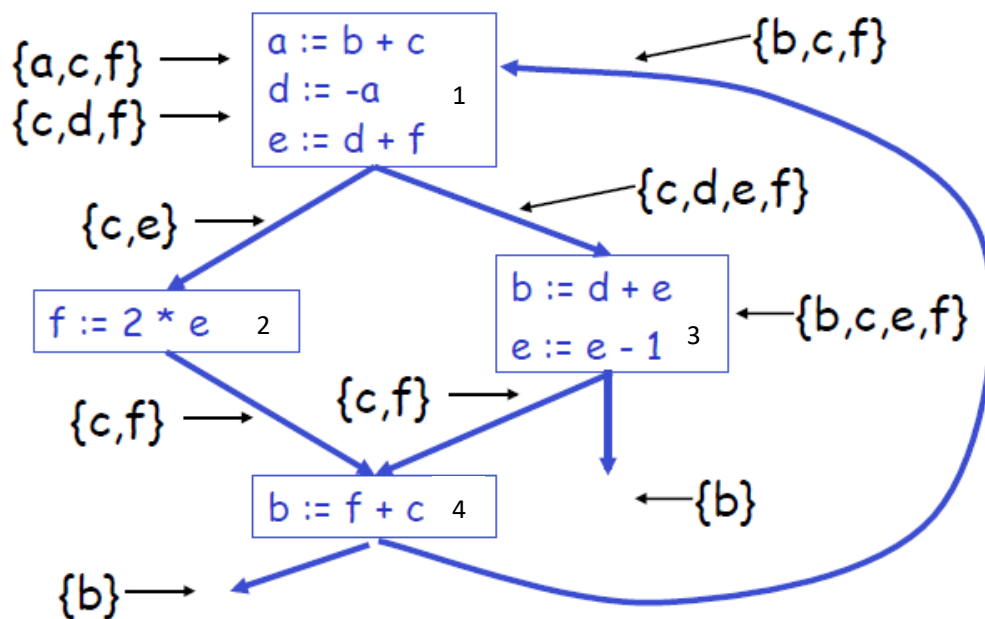 {b,c,f}
a := b + c
{a,c,f}
d := -a 1
{c,d,f}
e := d + f
{c,d,e,f}
{c,e}
b := d + e
f := 2 * e 2
{b,c,e,f}
e := e - 1 3
{c,f}
{c,f}
b := f + c 4
{b}
{b}